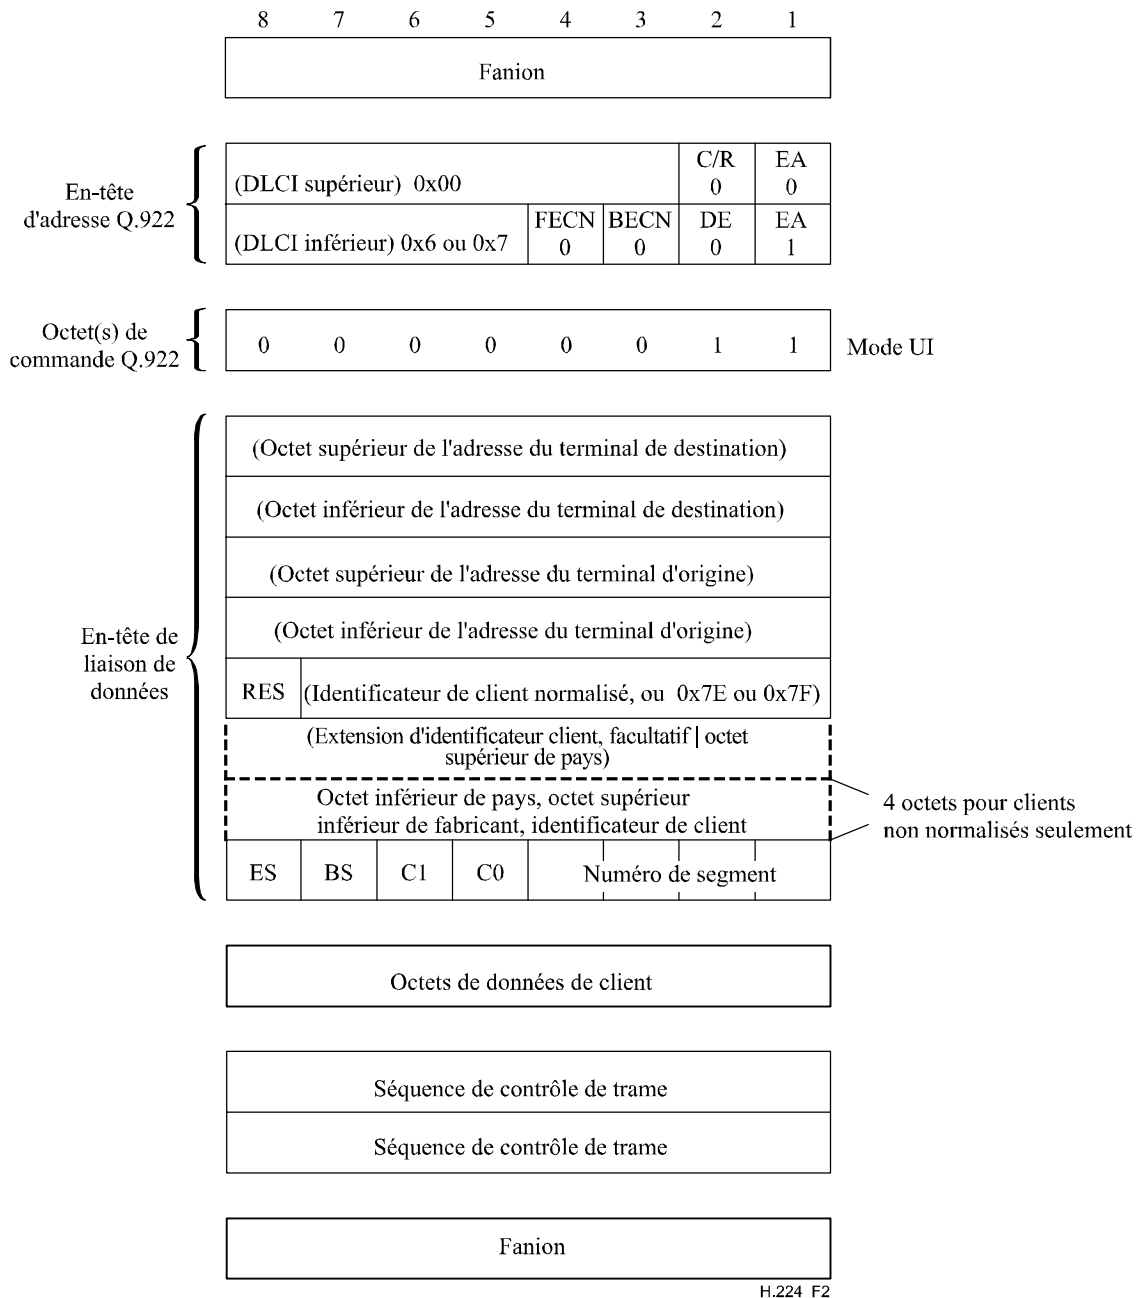 8 7 6 5 4 3 2 1
Fanion
C/R EA
En-tête
d'adresse Q.922
(DLCI supérieur) 0x00 0 0
FECN BECN DE EA
(DLCI inférieur) 0x6 ou 0x7 0 0 0 1
Octet(s) de
commande Q.922
0 0 0 0 0 0 1 1
Mode UI
(Octet supérieur de l'adresse du terminal de destination)
(Octet inférieur de l'adresse du terminal de destination)
(Octet supérieur de l'adresse du terminal d'origine)
(Octet inférieur de l'adresse du terminal d'origine)
En-tête de
liaison de
données
RES (Identificateur de client normalisé, ou 0x7E ou 0x7F)
(Extension d'identificateur client, facultatif | octet
supérieur de pays)
Octet inférieur de pays, octet supérieur
inférieur de fabricant, identificateur de client
4 octets pour clients
non normalisés seulement
ES BS C1 C0 Numéro de segment
Octets de données de client
Séquence de contrôle de trame
Séquence de contrôle de trame
Fanion
H.224_F2